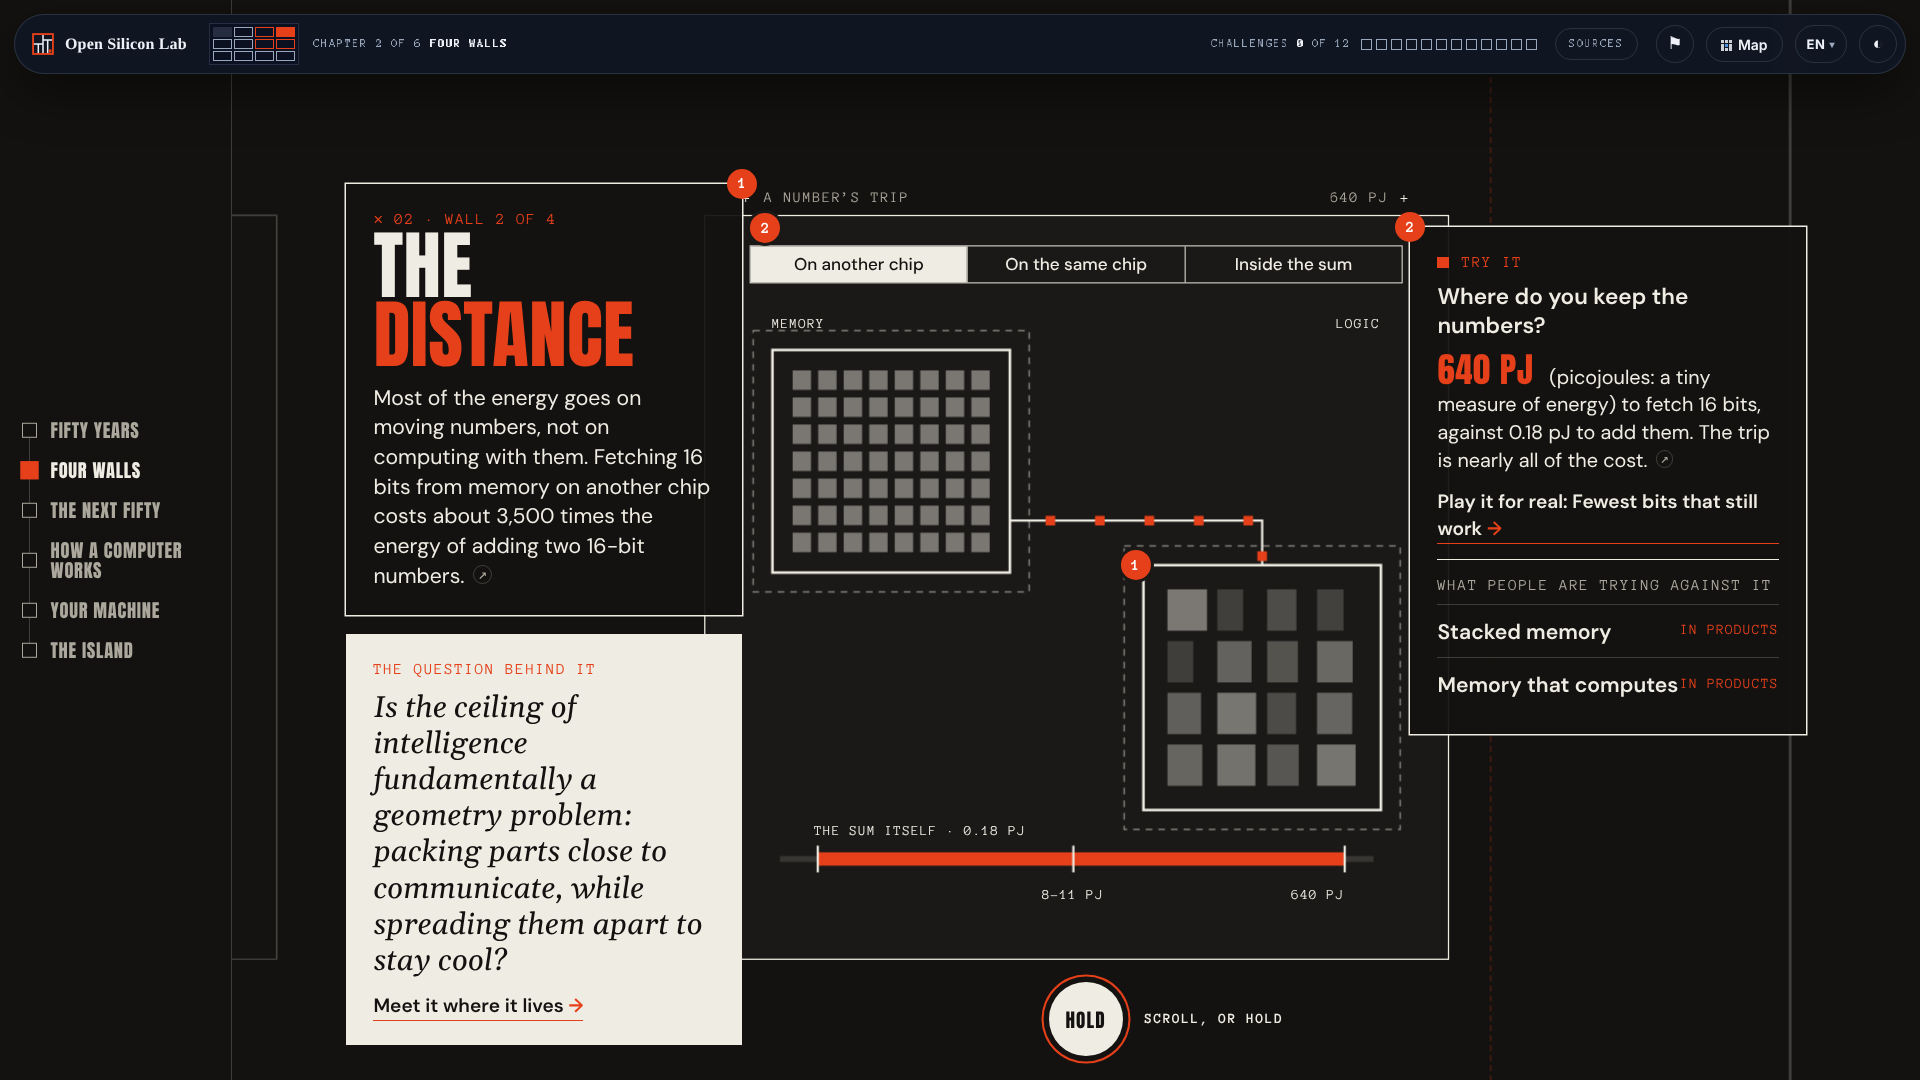 Open Silicon Lab
CHAPTER 2 OF 6 FOUR WALLS
CHALLENGES 0 OF 12
SOURCES
Map
EN
FIFTY YEARS
FOUR WALLS
THE NEXT FIFTY
HOW A COMPUTER
WORKS
YOUR MACHINE
THE ISLAND
1
× 02 · WALL 2 OF 4
THE
DISTANCE
Most of the energy goes on
moving numbers, not on
computing with them. Fetching 16
bits from memory on another chip
costs about 3,500 times the
energy of adding two 16-bit
numbers.
THE QUESTION BEHIND IT
Is the ceiling of
intelligence
fundamentally a
geometry problem:
packing parts close to
communicate, while
spreading them apart to
stay cool?
Meet it where it lives →
A NUMBER'S TRIP
640 PJ +
2
On another chip
On the same chip
Inside the sum
MEMORY
LOGIC
1
THE SUM ITSELF · 0.18 PJ
8–11 PJ
640 PJ
HOLD
SCROLL, OR HOLD
2
TRY IT
Where do you keep the
numbers?
640 PJ (picojoules: a tiny
measure of energy) to fetch 16 bits,
against 0.18 pJ to add them. The trip
is nearly all of the cost.
Play it for real: Fewest bits that still
work →
WHAT PEOPLE ARE TRYING AGAINST IT
Stacked memory
IN PRODUCTS
Memory that computes
IN PRODUCTS